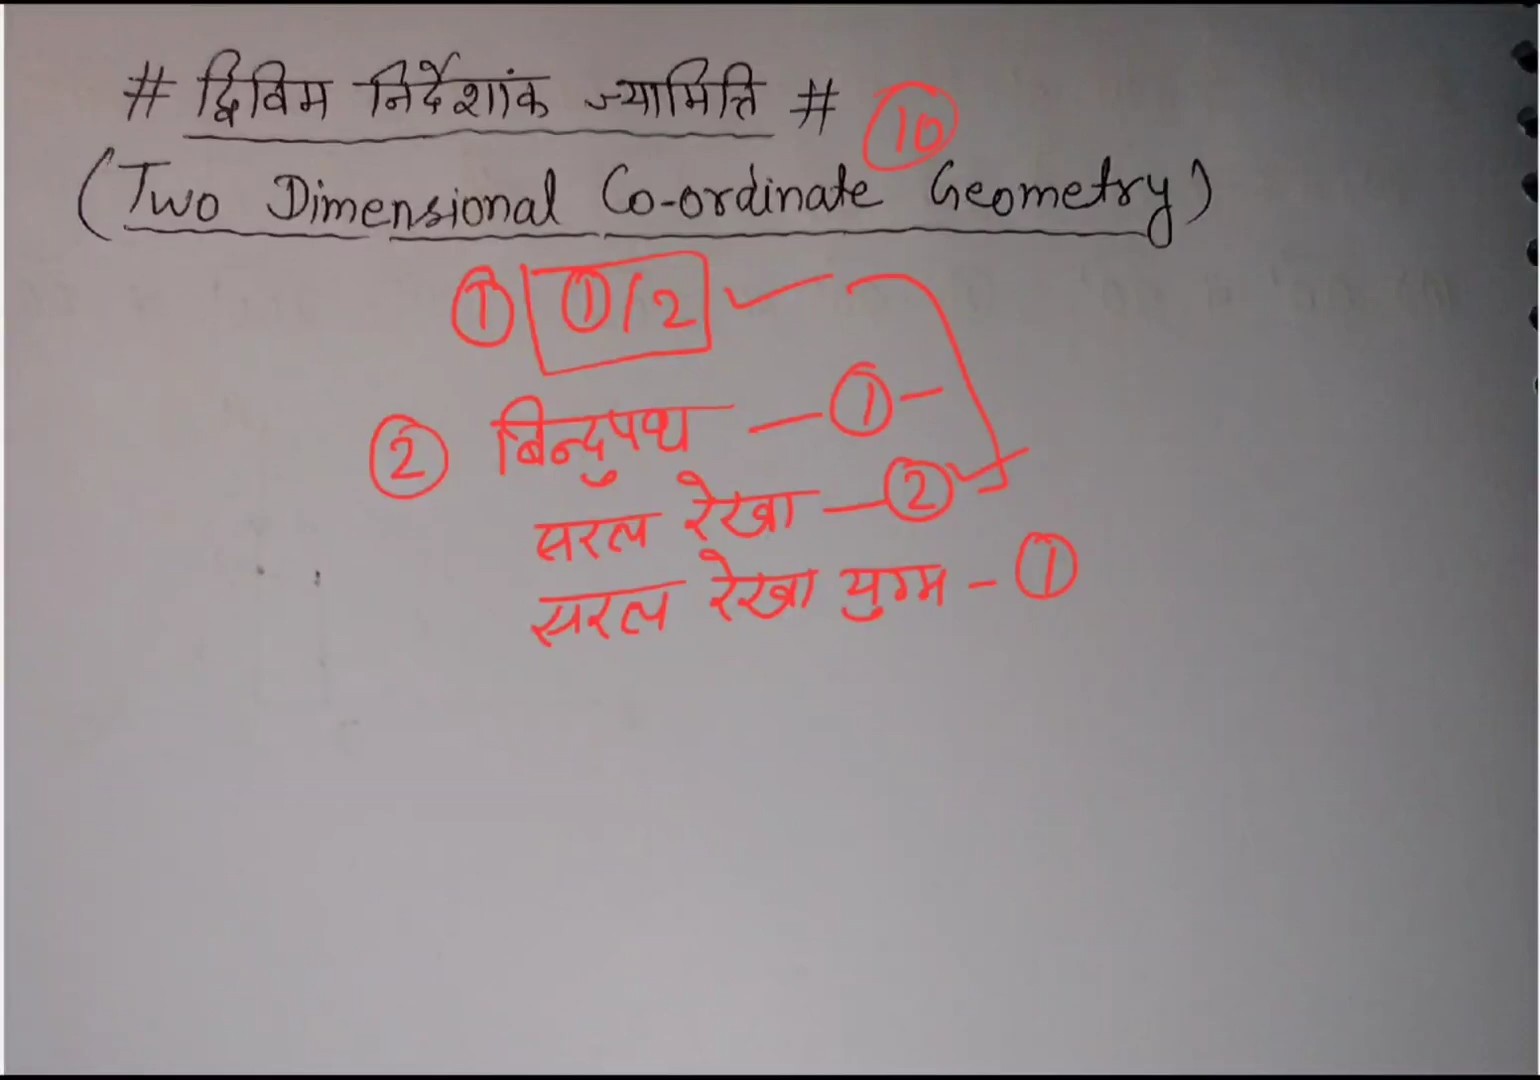 # द्विविम निर्देशांक ज्यामिति # 10
(Two Dimensional Co-ordinate Geometry)
1 1/2
2 बिन्दुपथ — 1 —
सरल रेखा — 2
सरल रेखा युग्म - 1